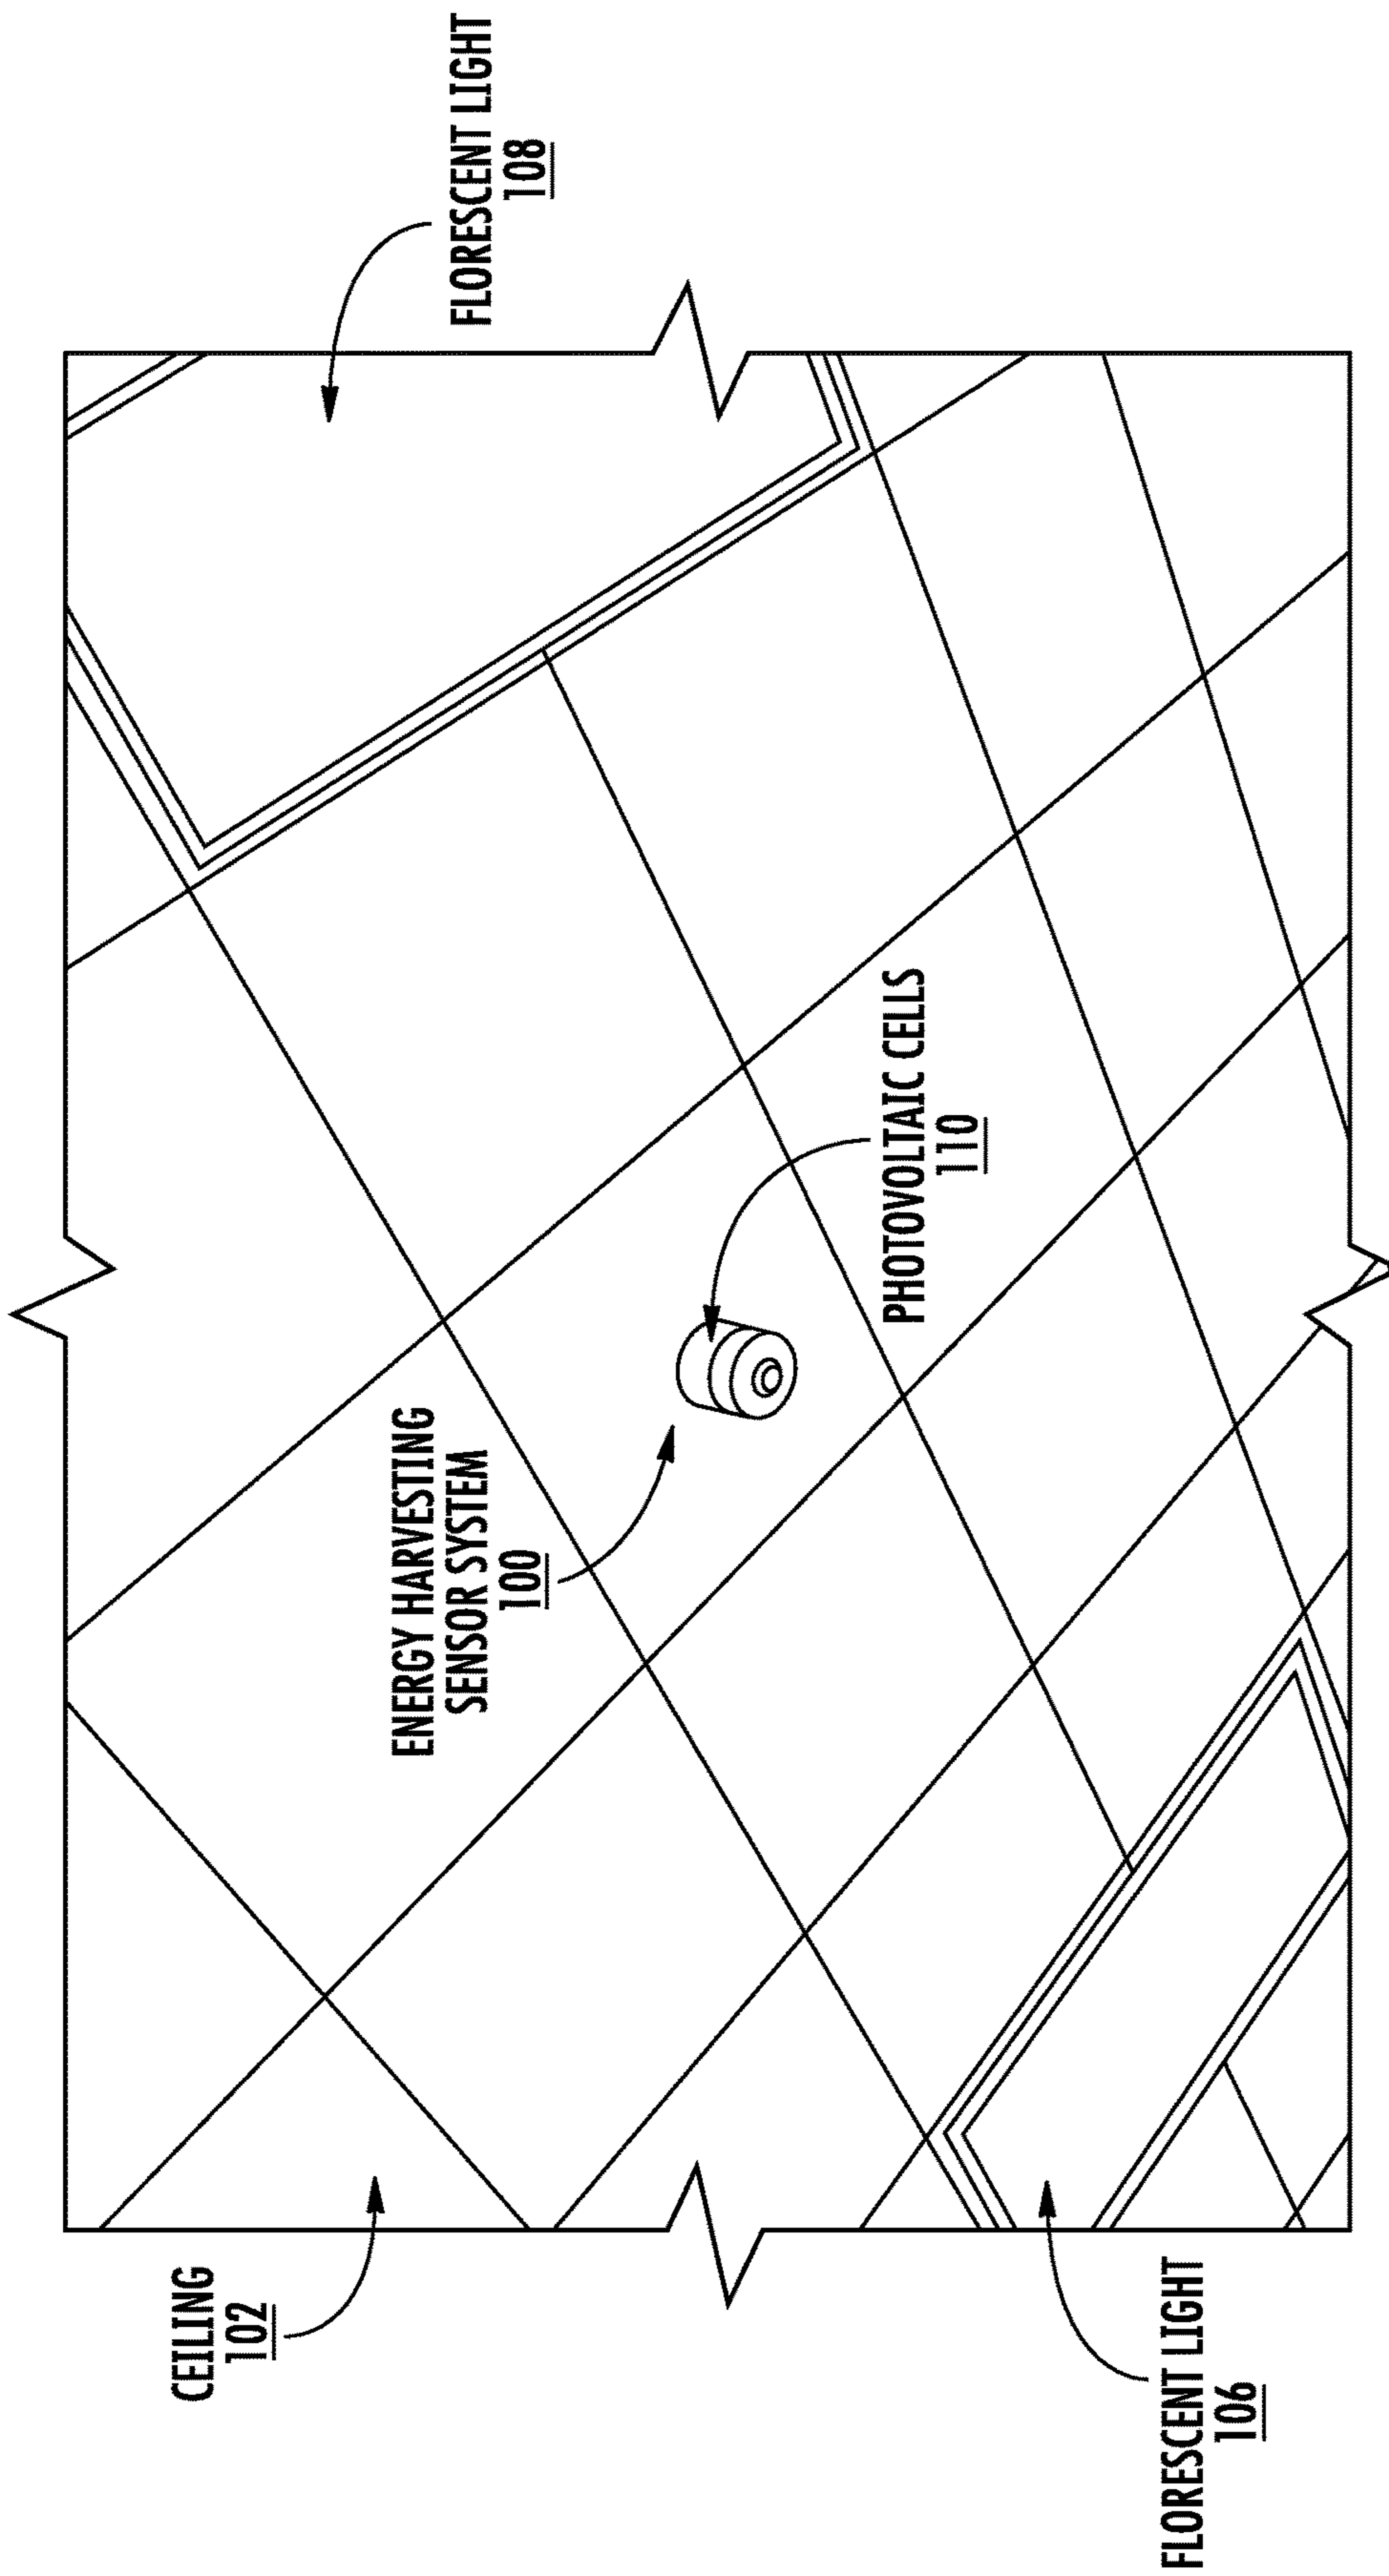 CEILING
102
ENERGY HARVESTING
SENSOR SYSTEM
100
FLORESCENT LIGHT
108
PHOTOVOLTAIC CELLS
110
FLORESCENT LIGHT
106